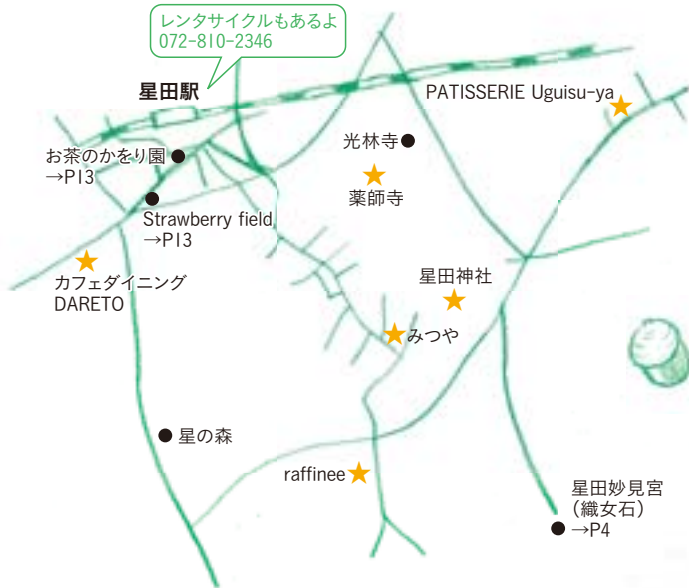 レンタサイクルもあるよ
072-810-2346
星田駅
PATISSERIE Uguisu-ya
お茶のかをり園
→P13
光林寺
薬師寺
Strawberry field
→P13
カフェダイニング
DARETO
星田神社
みつや
星の森
raffinee
星田妙見宮
（織女石）
→P4